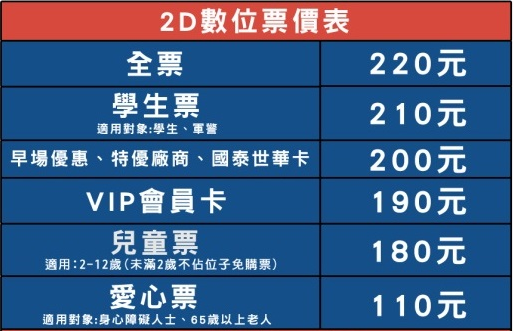 2D數位票價表
全票 220元
學生票 210元
適用對象:學生、軍警
早場優惠、特優廠商、國泰世華卡 200元
VIP會員卡 190元
兒童票 180元
適用:2-12歲(未滿2歲不佔位子免購票)
愛心票 110元
適用對象:身心障礙人士、65歲以上老人